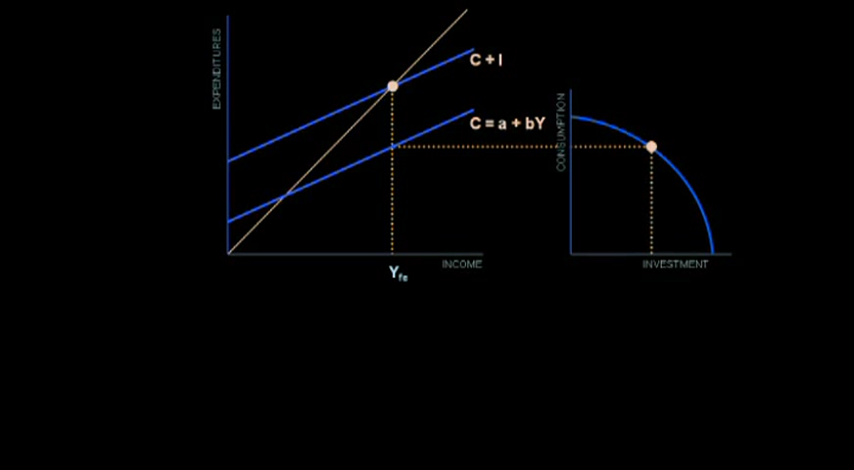 EXPENDITURES
C + I
C = a + bY
INCOME
Yfe
CONSUMPTION
INVESTMENT